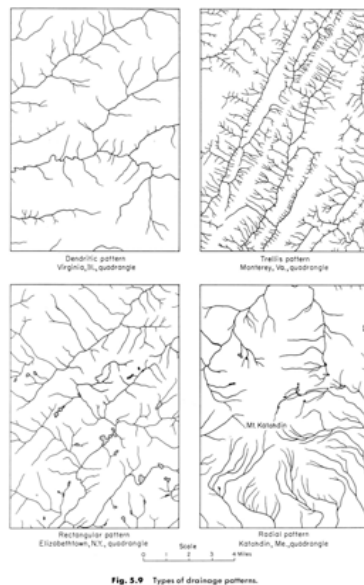 Dendritic pattern
Virginia, Ill., quadrangle
Trellis pattern
Monterey, Va., quadrangle
Mt. Katahdin
Rectangular pattern
Elizabethtown, N.Y., quadrangle
Radial pattern
Katahdin, Me., quadrangle
Scale
0 1 2 3 4 Miles
Fig. 5.9 Types of drainage patterns.